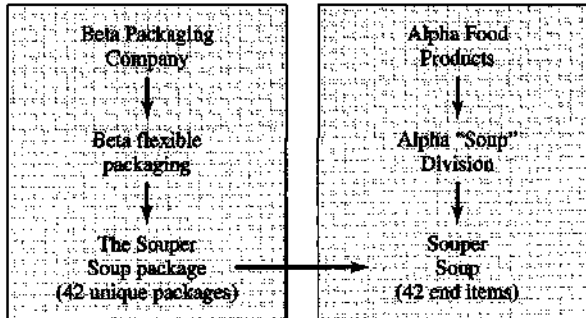 Beta Packaging
Company
Beta flexible
packaging
The Souper
Soup package
(42 unique packages)
Alpha Food
Products
Alpha “Soup”
Division
Souper
Soup
(42 end items)